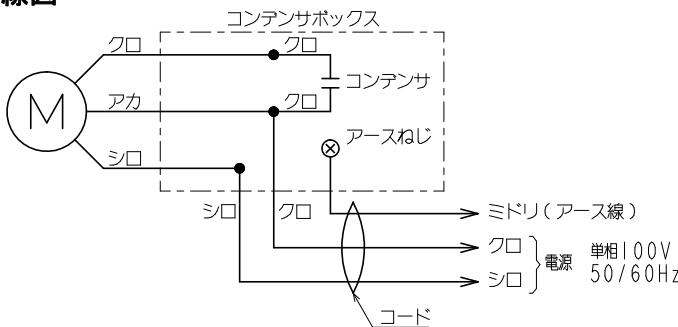 コンデンサボックス
クロ
クロ
コンデンサ
M
アカ
クロ
アースねじ
シロ
シロ
クロ
ミドリ(アース線)
クロ
シロ
電源
単相100V
50/60Hz
コード